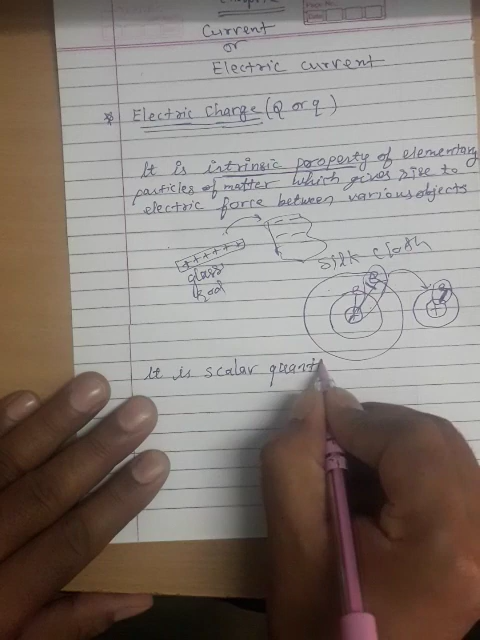 Current
or
Electric current
* Electric Charge (Q or q)
It is intrinsic property of elementary
particles of matter which gives rise to
electric force between various objects
+ + + + + +
glass
Rod
silk cloth
It is scalar quant